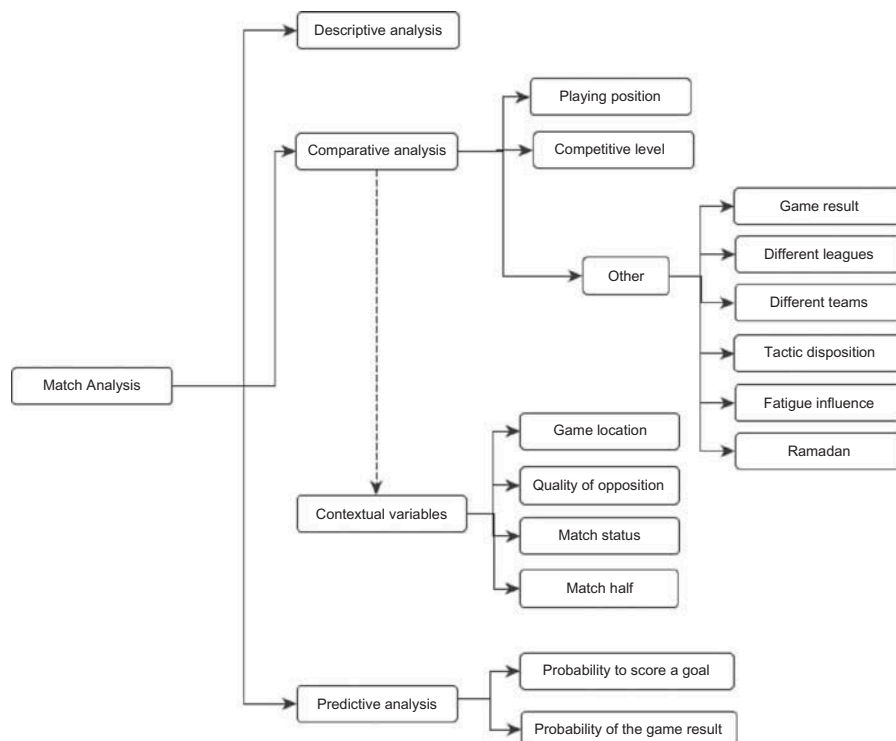 Descriptive analysis
Playing position
Comparative analysis
Competitive level
Game result
Different leagues
Other
Different teams
Tactic disposition
Match Analysis
Fatigue influence
Game location
Ramadan
Quality of opposition
Contextual variables
Match status
Match half
Probability to score a goal
Predictive analysis
Probability of the game result